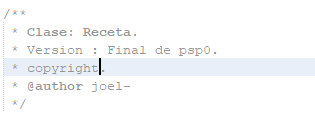 /**
 * Clase: Receta.
 * Version : Final de psp0.
 * copyright.
 * @author joel-
 */